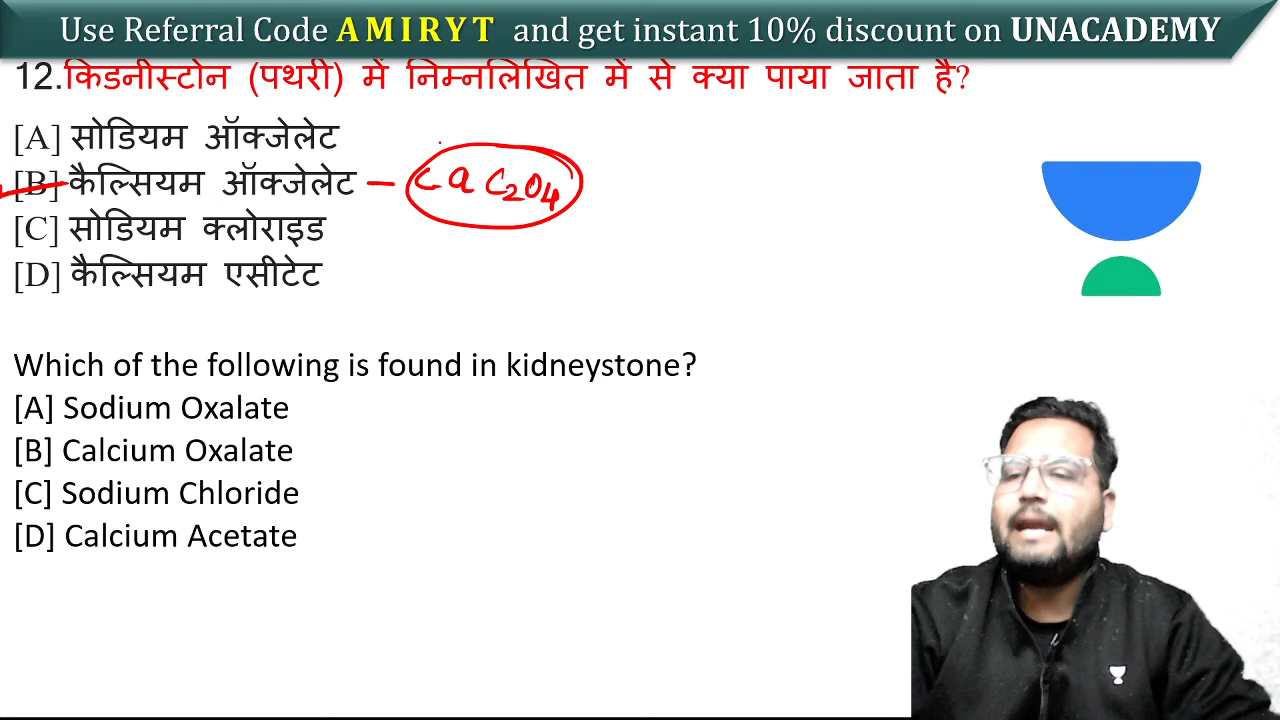 Use Referral Code AMIRYT and get instant 10% discount on UNACADEMY
12.किडनीस्टोन (पथरी) में निम्नलिखित में से क्या पाया जाता है?
[A] सोडियम ऑक्जेलेट
[B] कैल्सियम ऑक्जेलेट – CaC₂O₄
[C] सोडियम क्लोराइड
[D] कैल्सियम एसीटेट
Which of the following is found in kidneystone?
[A] Sodium Oxalate
[B] Calcium Oxalate
[C] Sodium Chloride
[D] Calcium Acetate